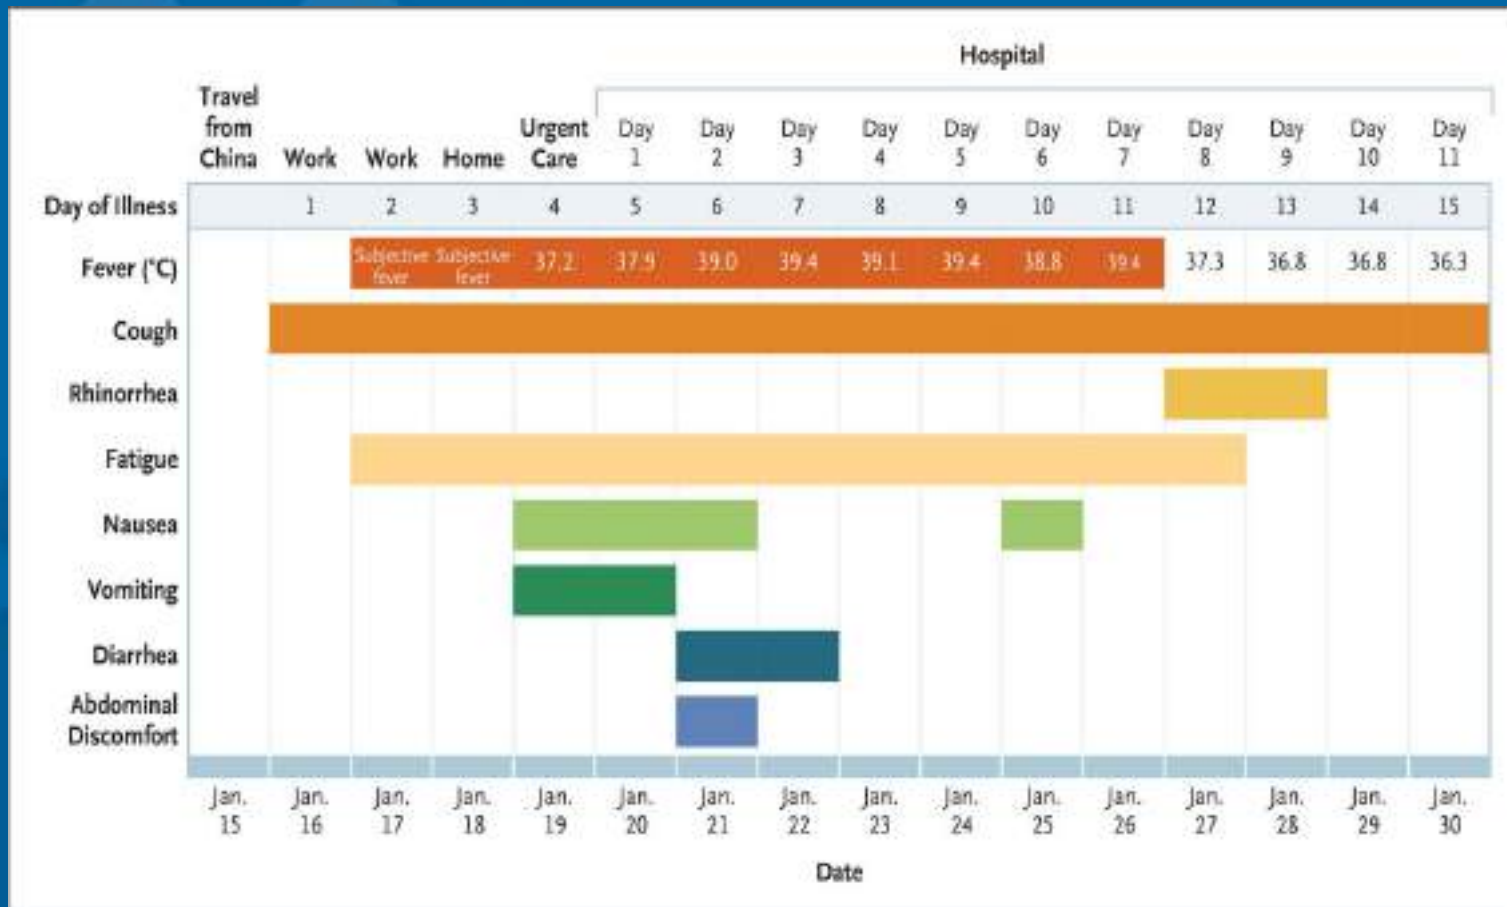 Hospital
Travel from China
Work
Work
Home
Urgent Care
Day 1
Day 2
Day 3
Day 4
Day 5
Day 6
Day 7
Day 8
Day 9
Day 10
Day 11
Day of Illness 1 2 3 4 5 6 7 8 9 10 11 12 13 14 15
Fever (°C) Subjective fever Subjective fever 37.2 37.9 39.0 39.4 39.1 39.4 38.8 39.4 37.3 36.8 36.8 36.3
Cough
Rhinorrhea
Fatigue
Nausea
Vomiting
Diarrhea
Abdominal
Discomfort
Jan. 15
Jan. 16
Jan. 17
Jan. 18
Jan. 19
Jan. 20
Jan. 21
Jan. 22
Jan. 23
Jan. 24
Jan. 25
Jan. 26
Jan. 27
Jan. 28
Jan. 29
Jan. 30
Date